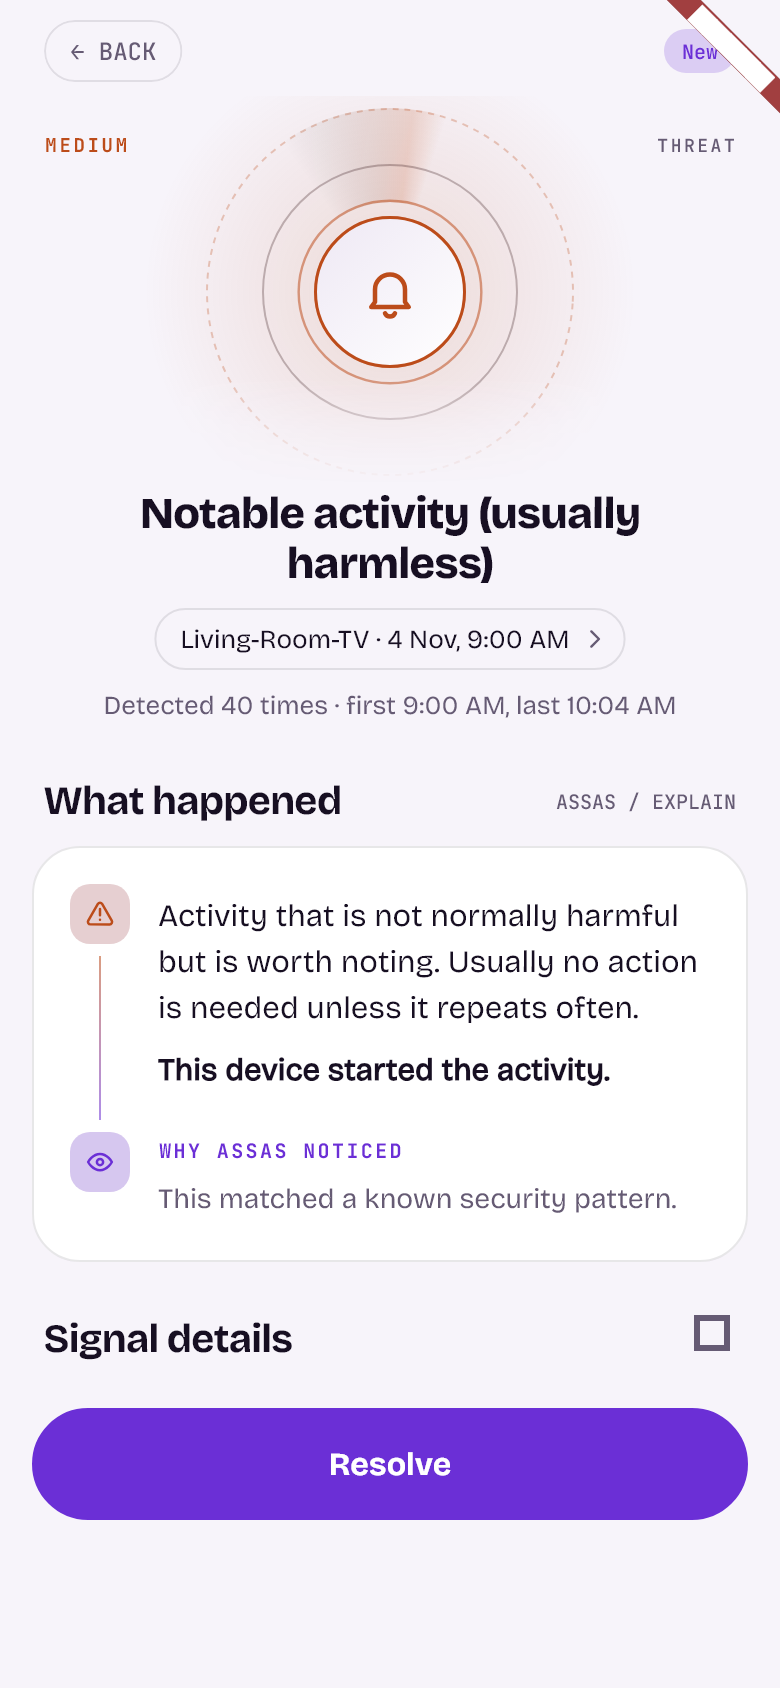 ← BACK
New
MEDIUM
THREAT
Notable activity (usually
harmless)
Living-Room-TV · 4 Nov, 9:00 AM
Detected 40 times · first 9:00 AM, last 10:04 AM
What happened
ASSAS / EXPLAIN
Activity that is not normally harmful
but is worth noting. Usually no action
is needed unless it repeats often.
This device started the activity.
WHY ASSAS NOTICED
This matched a known security pattern.
Signal details
Resolve